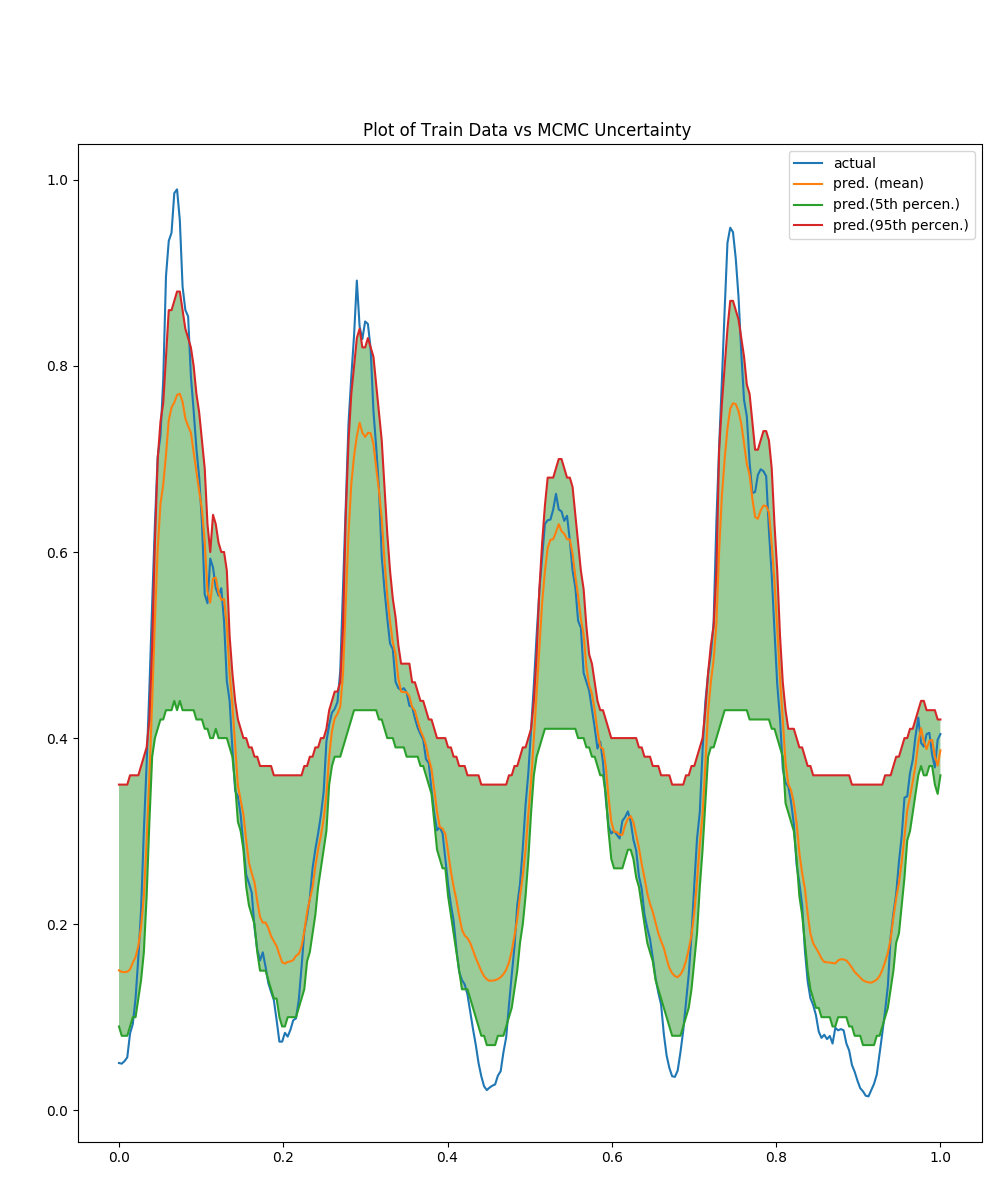 Plot of Train Data vs MCMC Uncertainty
actual
pred. (mean)
pred.(5th percen.)
pred.(95th percen.)
1.0
0.8
0.6
0.4
0.2
0.0
0.0 0.2 0.4 0.6 0.8 1.0